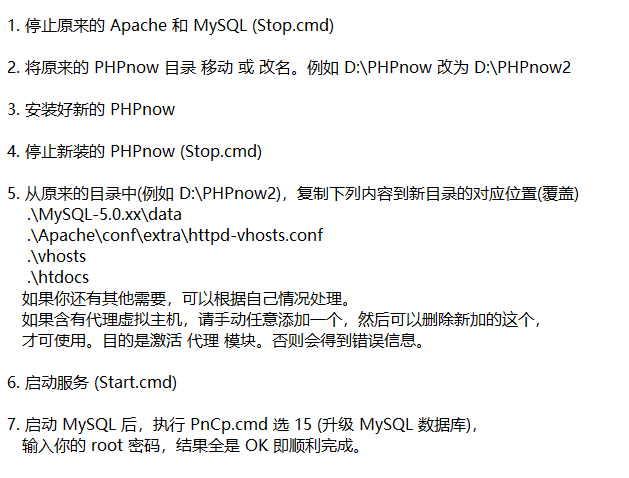 1. 停止原来的 Apache 和 MySQL (Stop.cmd)
2. 将原来的 PHPnow 目录 移动 或 改名。例如 D:\PHPnow 改为 D:\PHPnow2
3. 安装好新的 PHPnow
4. 停止新装的 PHPnow (Stop.cmd)
5. 从原来的目录中(例如 D:\PHPnow2)，复制下列内容到新目录的对应位置(覆盖)
.\MySQL-5.0.xx\data
.\Apache\conf\extra\httpd-vhosts.conf
.\vhosts
.\htdocs
如果你还有其他需要，可以根据自己情况处理。
如果含有代理虚拟主机，请手动任意添加一个，然后可以删除新加的这个，
才可使用。目的是激活 代理 模块。否则会得到错误信息。
6. 启动服务 (Start.cmd)
7. 启动 MySQL 后，执行 PnCp.cmd 选 15 (升级 MySQL 数据库)，
输入你的 root 密码，结果全是 OK 即顺利完成。